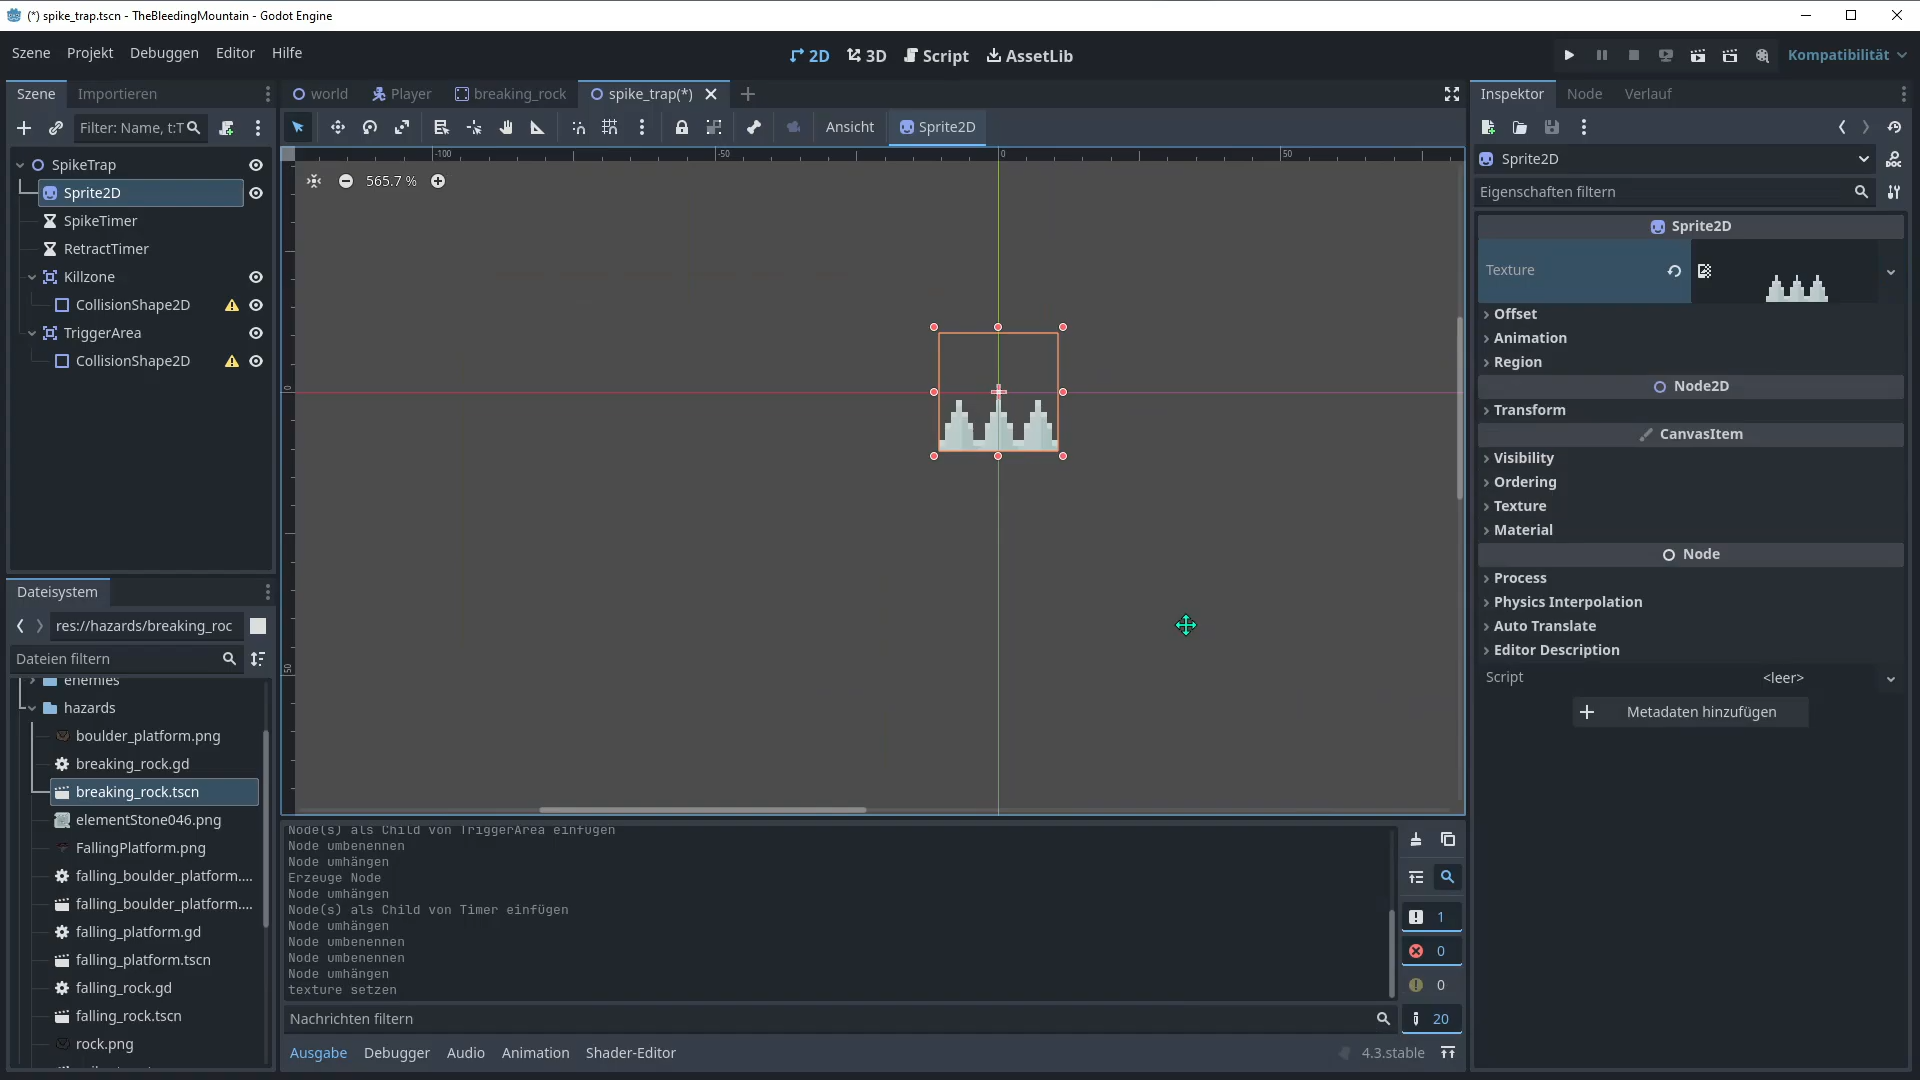 (*) spike_trap.tscn - TheBleedingMountain - Godot Engine
Szene Projekt Debuggen Editor Hilfe
2D 3D Script AssetLib
Kompatibilität
Szene Importieren
Filter: Name, t:T
SpikeTrap
Sprite2D
SpikeTimer
RetractTimer
Killzone
CollisionShape2D
TriggerArea
CollisionShape2D
Dateisystem
res://hazards/breaking_roc
Dateien filtern
enemies
hazards
boulder_platform.png
breaking_rock.gd
breaking_rock.tscn
elementStone046.png
FallingPlatform.png
falling_boulder_platform....
falling_boulder_platform....
falling_platform.gd
falling_platform.tscn
falling_rock.gd
falling_rock.tscn
rock.png
world Player breaking_rock spike_trap(*)
Ansicht Sprite2D
-100 -50 0 50
565.7 %
0
50
Node(s) als Child von TriggerArea einfügen
Node umbenennen
Node umhängen
Erzeuge Node
Node umhängen
Node(s) als Child von Timer einfügen
Node umhängen
Node umbenennen
Node umbenennen
Node umhängen
texture setzen
Nachrichten filtern
1
0
0
20
Ausgabe Debugger Audio Animation Shader-Editor
4.3.stable
Inspektor Node Verlauf
Sprite2D
Eigenschaften filtern
Sprite2D
Texture
Offset
Animation
Region
Node2D
Transform
CanvasItem
Visibility
Ordering
Texture
Material
Node
Process
Physics Interpolation
Auto Translate
Editor Description
Script <leer>
Metadaten hinzufügen